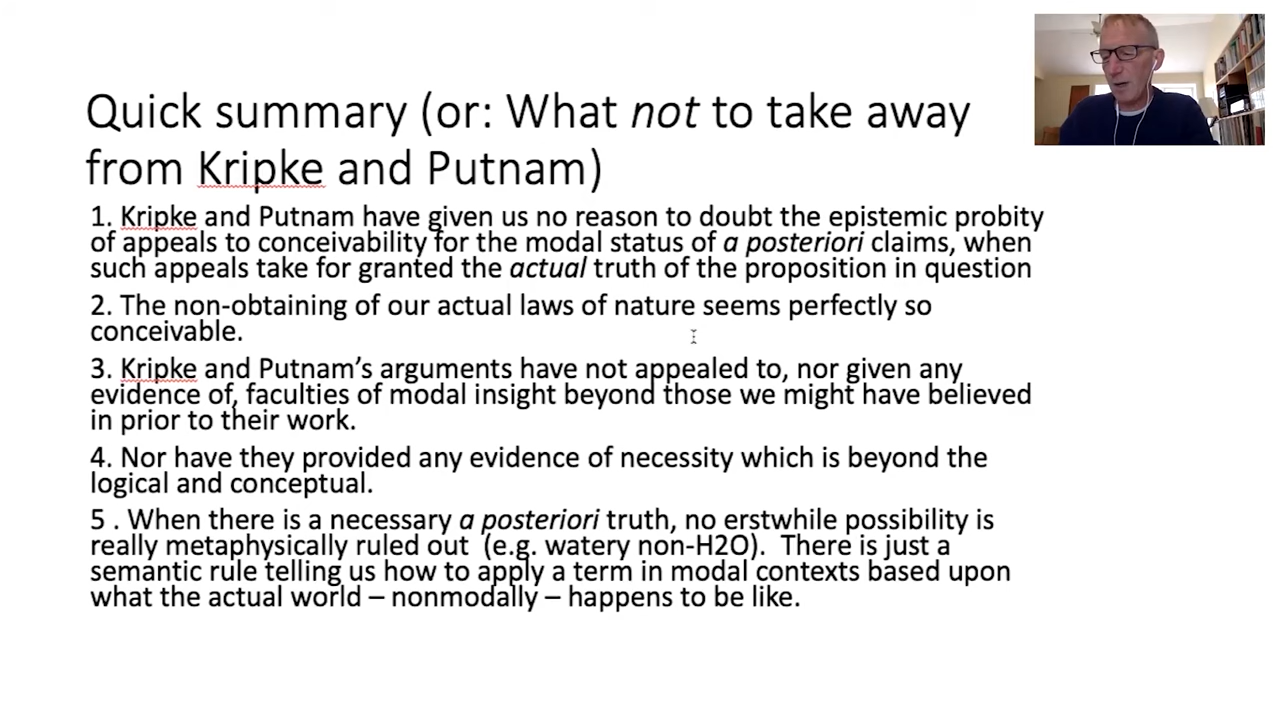 Quick summary (or: What not to take away
from Kripke and Putnam)
1. Kripke and Putnam have given us no reason to doubt the epistemic probity
of appeals to conceivability for the modal status of a posteriori claims, when
such appeals take for granted the actual truth of the proposition in question
2. The non-obtaining of our actual laws of nature seems perfectly so
conceivable.
3. Kripke and Putnam’s arguments have not appealed to, nor given any
evidence of, faculties of modal insight beyond those we might have believed
in prior to their work.
4. Nor have they provided any evidence of necessity which is beyond the
logical and conceptual.
5 . When there is a necessary a posteriori truth, no erstwhile possibility is
really metaphysically ruled out  (e.g. watery non-H2O).  There is just a
semantic rule telling us how to apply a term in modal contexts based upon
what the actual world – nonmodally – happens to be like.